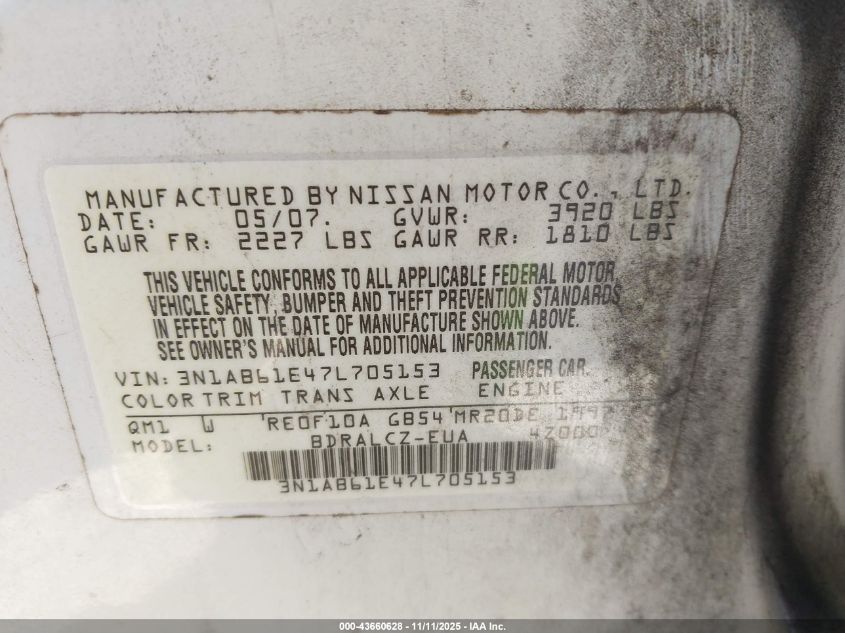 MANUFACTURED BY NISSAN MOTOR CO., LTD.
DATE: 05/07. GVWR: 3920 LBS
GAWR FR: 2227 LBS GAWR RR: 1810 LBS
THIS VEHICLE CONFORMS TO ALL APPLICABLE FEDERAL MOTOR
VEHICLE SAFETY, BUMPER AND THEFT PREVENTION STANDARDS
IN EFFECT ON THE DATE OF MANUFACTURE SHOWN ABOVE.
SEE OWNER'S MANUAL FOR ADDITIONAL INFORMATION.
VIN: 3N1AB61E47L705153 PASSENGER CAR.
COLOR TRIM TRANS AXLE ENGINE
QM1 W RE0F10A GB54 MR20DE
MODEL: BDRALCZ-EUA
3N1AB61E47L705153
000-43660628 - 11/11/2025 - IAA Inc.